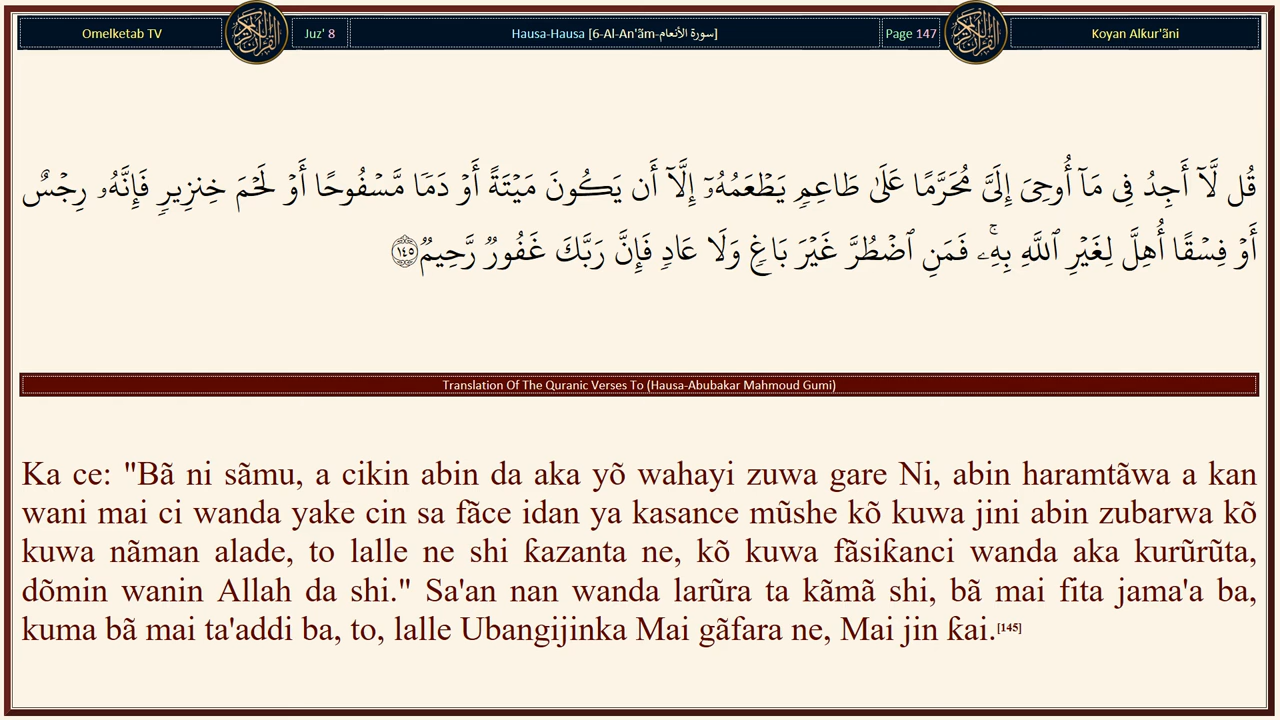 Omelketab TV
Juz' 8
Hausa-Hausa [6-Al-An'ãm-سورة الأنعام]
Page 147
Koyan Alƙur'ãni
قُل لَّآ أَجِدُ فِى مَآ أُوحِىَ إِلَىَّ مُحَرَّمًا عَلَىٰ طَاعِمٍۢ يَطْعَمُهُۥٓ إِلَّآ أَن يَكُونَ مَيْتَةً أَوْ دَمًۭا مَّسْفُوحًا أَوْ لَحْمَ خِنزِيرٍۢ فَإِنَّهُۥ رِجْسٌ
أَوْ فِسْقًا أُهِلَّ لِغَيْرِ ٱللَّهِ بِهِۦ ۚ فَمَنِ ٱضْطُرَّ غَيْرَ بَاغٍۢ وَلَا عَادٍۢ فَإِنَّ رَبَّكَ غَفُورٌۭ رَّحِيمٌۭ ١٤٥
Translation Of The Quranic Verses To (Hausa-Abubakar Mahmoud Gumi)
Ka ce: "Bã ni sãmu, a cikin abin da aka yõ wahayi zuwa gare Ni, abin haramtãwa a kan
wani mai ci wanda yake cin sa fãce idan ya kasance mũshe kõ kuwa jini abin zubarwa kõ
kuwa nãman alade, to lalle ne shi ƙazanta ne, kõ kuwa fãsiƙanci wanda aka kurũrũta,
dõmin wanin Allah da shi." Sa'an nan wanda larũra ta kãmã shi, bã mai fita jama'a ba,
kuma bã mai ta'addi ba, to, lalle Ubangijinka Mai gãfara ne, Mai jin ƙai.[145]